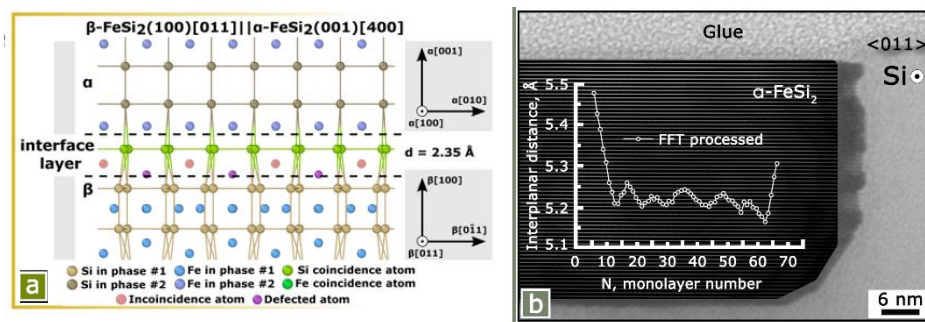 β-FeSi2(100)[011]||α-FeSi2(001)[400]
α
α[001]
α[010]
α[100]
interface
layer
d = 2.35 Å
β
β[100]
β[01̄1]
β[011]
Si in phase #1
Fe in phase #1
Si coincidence atom
Si in phase #2
Fe in phase #2
Fe coincidence atom
Incoincidence atom
Defected atom
a
Glue
<011>
Si
α-FeSi₂
FFT processed
Interplanar distance, Å
5.5
5.4
5.3
5.2
5.1
0 10 20 30 40 50 60 70
N, monolayer number
6 nm
b